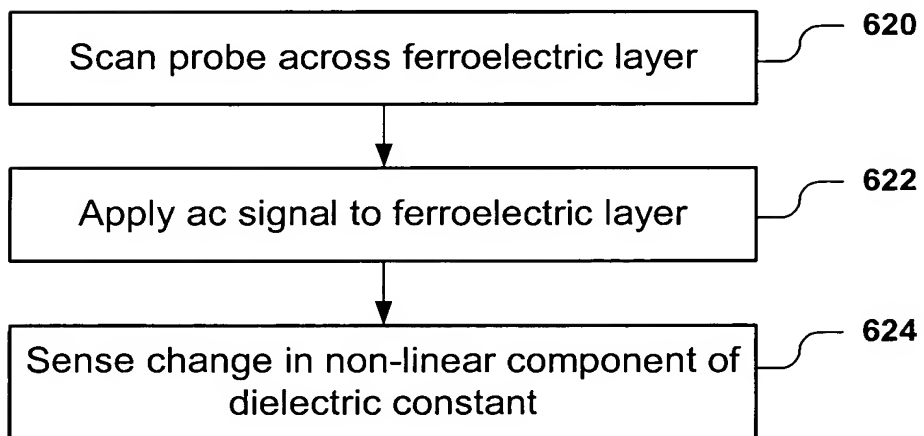 620
Scan probe across ferroelectric layer
622
Apply ac signal to ferroelectric layer
624
Sense change in non-linear component of
dielectric constant